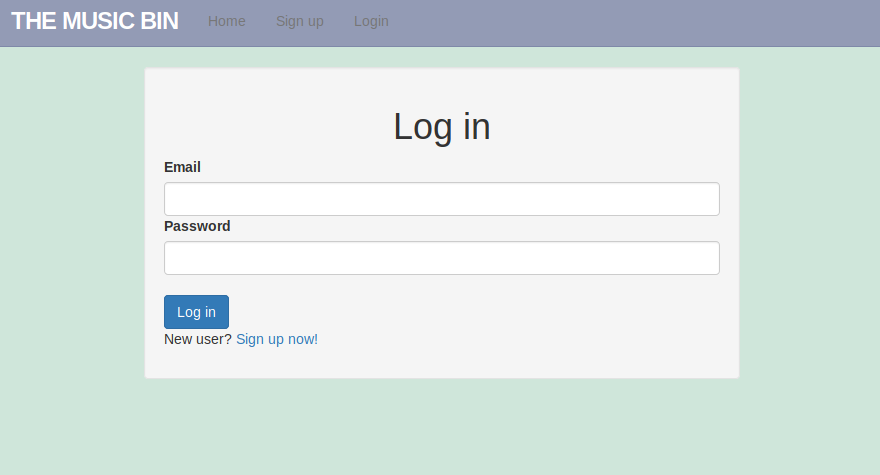 THE MUSIC BIN Home Sign up Login
Log in
Email
Password
Log in
New user? Sign up now!